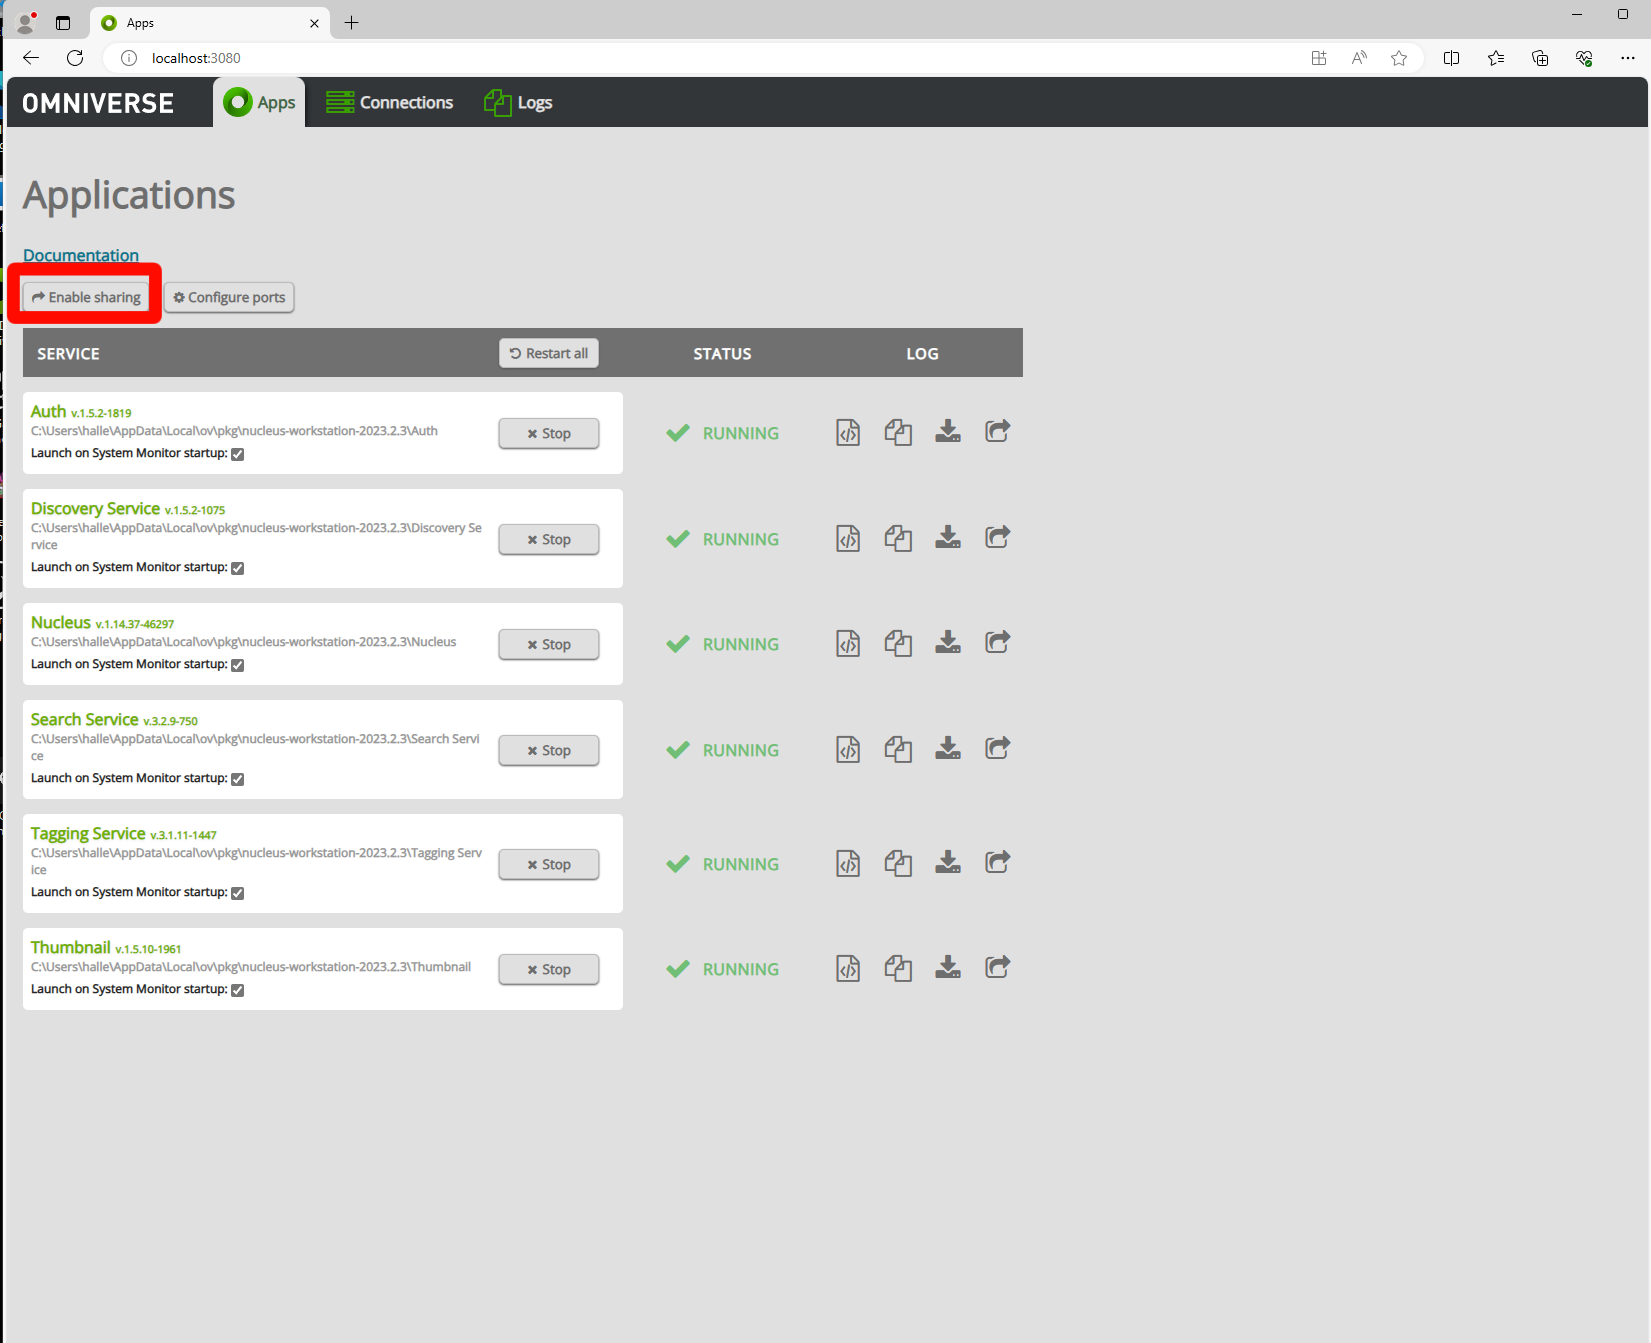 Apps
localhost:3080
OMNIVERSE Apps Connections Logs
Applications
Documentation
Enable sharing Configure ports
SERVICE Restart all STATUS LOG
Auth v.1.5.2-1819
C:\Users\halle\AppData\Local\ov\pkg\nucleus-workstation-2023.2.3\Auth
Launch on System Monitor startup:
Stop RUNNING
Discovery Service v.1.5.2-1075
C:\Users\halle\AppData\Local\ov\pkg\nucleus-workstation-2023.2.3\Discovery Se
rvice
Launch on System Monitor startup:
Stop RUNNING
Nucleus v.1.14.37-46297
C:\Users\halle\AppData\Local\ov\pkg\nucleus-workstation-2023.2.3\Nucleus
Launch on System Monitor startup:
Stop RUNNING
Search Service v.3.2.9-750
C:\Users\halle\AppData\Local\ov\pkg\nucleus-workstation-2023.2.3\Search Servi
ce
Launch on System Monitor startup:
Stop RUNNING
Tagging Service v.3.1.11-1447
C:\Users\halle\AppData\Local\ov\pkg\nucleus-workstation-2023.2.3\Tagging Serv
ice
Launch on System Monitor startup:
Stop RUNNING
Thumbnail v.1.5.10-1961
C:\Users\halle\AppData\Local\ov\pkg\nucleus-workstation-2023.2.3\Thumbnail
Launch on System Monitor startup:
Stop RUNNING